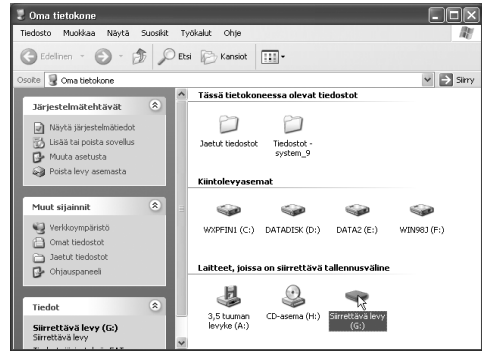 Oma tietokone
Tiedosto Muokkaa Näytä Suosikit Työkalut Ohje
Edellinen Etsi Kansiot
Osoite Oma tietokone Siirry
Järjestelmätehtävät
Näytä järjestelmätiedot
Lisää tai poista sovellus
Muuta asetusta
Poista levy asemasta
Muut sijainnit
Verkkoympäristö
Omat tiedostot
Jaetut tiedostot
Ohjauspaneeli
Tiedot
Siirrettävä levy (G:)
Siirrettävä levy
Tässä tietokoneessa olevat tiedostot
Jaetut tiedostot
Tiedostot -
system_9
Kiintolevyasemat
WXPFIN1 (C:) DATADISK (D:) DATA2 (E:) WIN98J (F:)
Laitteet, joissa on siirrettävä tallennusväline
3,5 tuuman
levyke (A:)
CD-asema (H:)
Siirrettävä levy
(G:)